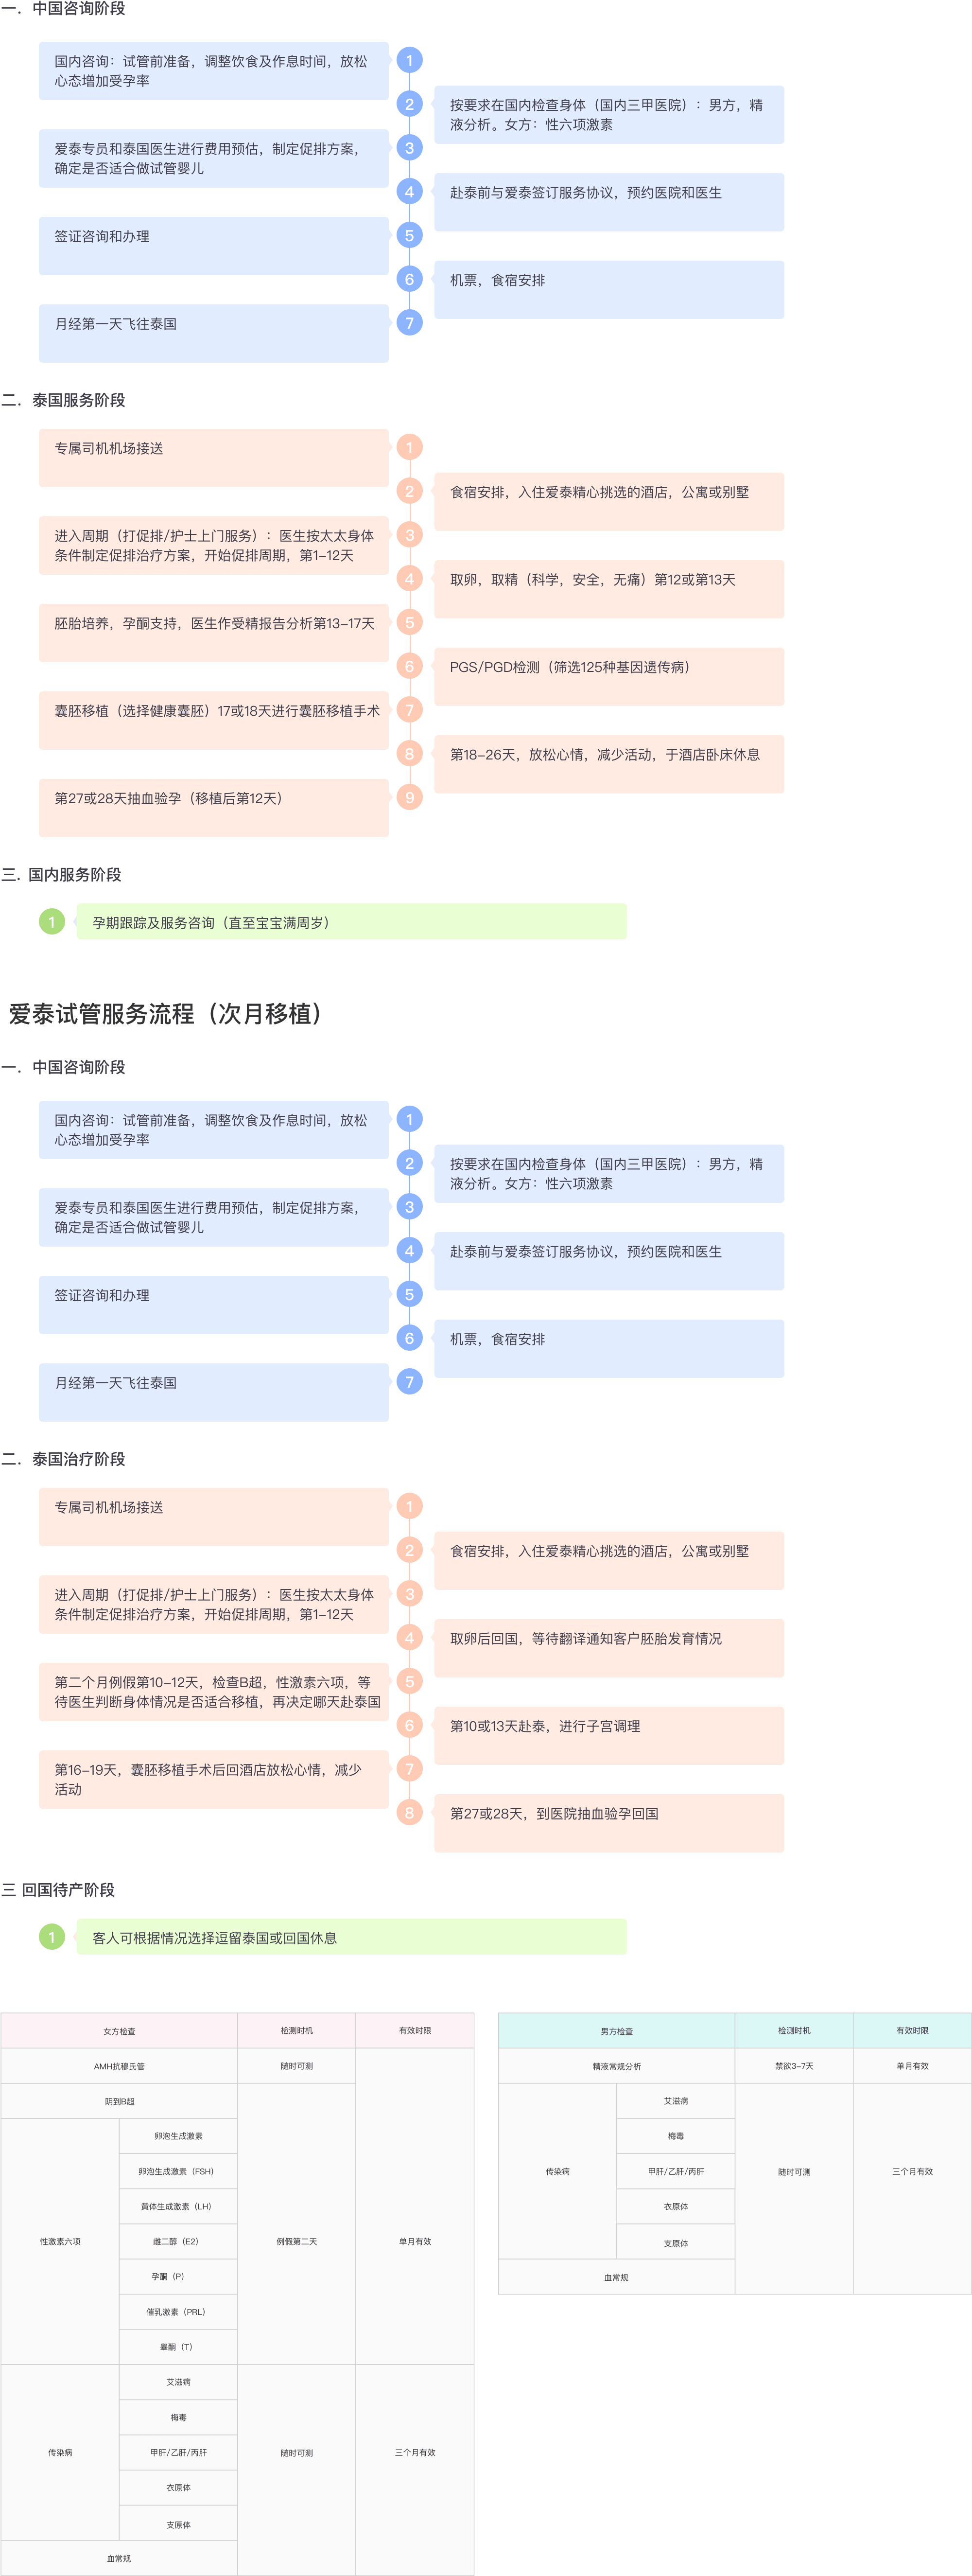 一. 中国咨询阶段
国内咨询：试管前准备，调整饮食及作息时间，放松
心态增加受孕率
1
2
按要求在国内检查身体（国内三甲医院）：男方，精
液分析。女方：性六项激素
爱泰专员和泰国医生进行费用预估，制定促排方案，
确定是否适合做试管婴儿
3
4
赴泰前与爱泰签订服务协议，预约医院和医生
签证咨询和办理
5
6
机票，食宿安排
月经第一天飞往泰国
7
二. 泰国服务阶段
专属司机机场接送
1
2
食宿安排，入住爱泰精心挑选的酒店，公寓或别墅
进入周期（打促排/护士上门服务）：医生按太太身体
条件制定促排治疗方案，开始促排周期，第1-12天
3
4
取卵，取精（科学，安全，无痛）第12或第13天
胚胎培养，孕酮支持，医生作受精报告分析第13-17天
5
6
PGS/PGD检测（筛选125种基因遗传病）
囊胚移植（选择健康囊胚）17或18天进行囊胚移植手术
7
8
第18-26天，放松心情，减少活动，于酒店卧床休息
第27或28天抽血验孕（移植后第12天）
9
三. 国内服务阶段
1
孕期跟踪及服务咨询（直至宝宝满周岁）
爱泰试管服务流程（次月移植）
一. 中国咨询阶段
国内咨询：试管前准备，调整饮食及作息时间，放松
心态增加受孕率
1
2
按要求在国内检查身体（国内三甲医院）：男方，精
液分析。女方：性六项激素
爱泰专员和泰国医生进行费用预估，制定促排方案，
确定是否适合做试管婴儿
3
4
赴泰前与爱泰签订服务协议，预约医院和医生
签证咨询和办理
5
6
机票，食宿安排
月经第一天飞往泰国
7
二. 泰国治疗阶段
专属司机机场接送
1
2
食宿安排，入住爱泰精心挑选的酒店，公寓或别墅
进入周期（打促排/护士上门服务）：医生按太太身体
条件制定促排治疗方案，开始促排周期，第1-12天
3
4
取卵后回国，等待翻译通知客户胚胎发育情况
第二个月例假第10-12天，检查B超，性激素六项，等
待医生判断身体情况是否适合移植，再决定哪天赴泰国
5
6
第10或13天赴泰，进行子宫调理
第16-19天，囊胚移植手术后回酒店放松心情，减少
活动
7
8
第27或28天，到医院抽血验孕回国
三 回国待产阶段
1
客人可根据情况选择逗留泰国或回国休息
女方检查
检测时机
有效时限
AMH抗穆氏管
随时可测
阴到B超
性激素六项
卵泡生成激素
卵泡生成激素（FSH）
黄体生成激素（LH）
雌二醇（E2）
孕酮（P）
催乳激素（PRL）
睾酮（T）
例假第二天
单月有效
传染病
艾滋病
梅毒
甲肝/乙肝/丙肝
衣原体
支原体
随时可测
三个月有效
血常规
男方检查
检测时机
有效时限
精液常规分析
禁欲3-7天
单月有效
传染病
艾滋病
梅毒
甲肝/乙肝/丙肝
衣原体
支原体
随时可测
三个月有效
血常规